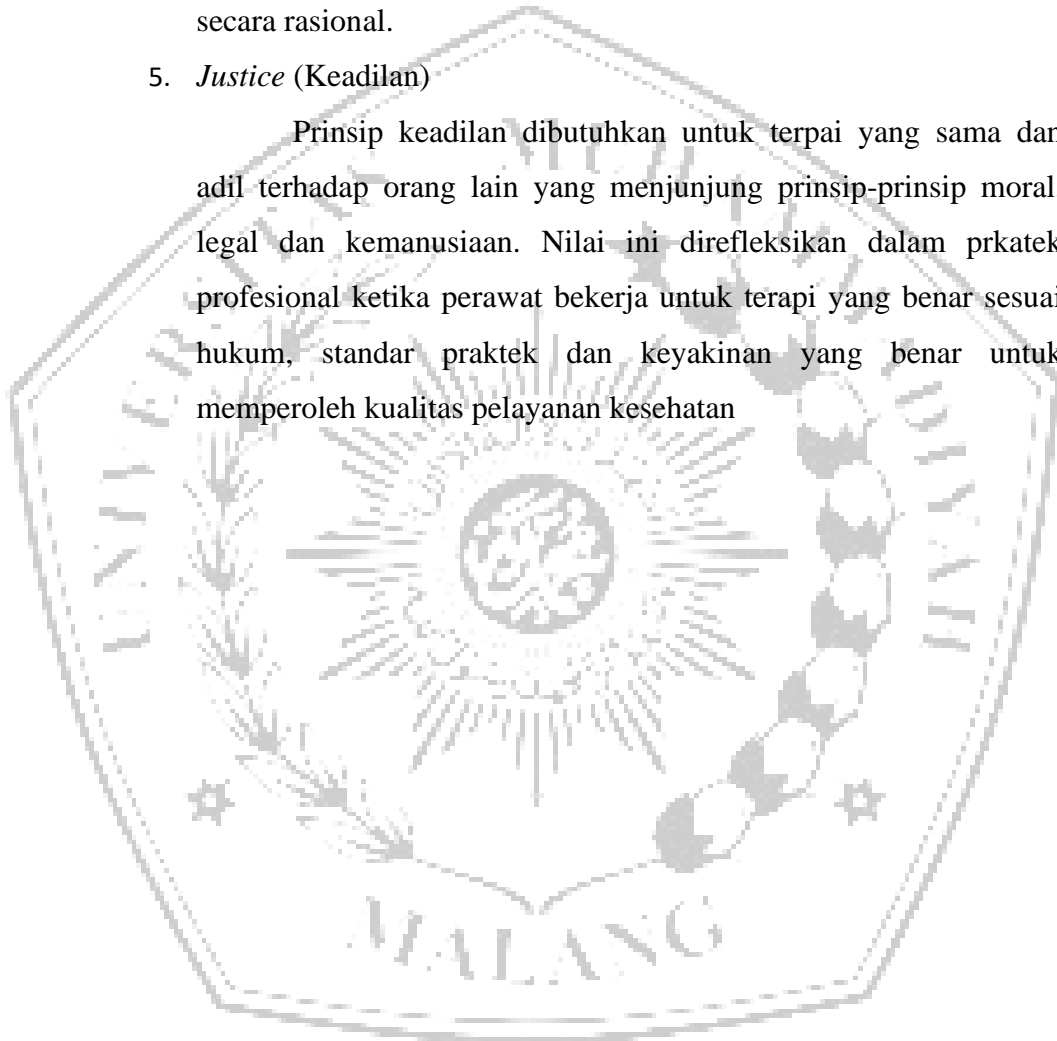 secara rasional.
5. Justice (Keadilan)
Prinsip keadilan dibutuhkan untuk terpai yang sama dan
adil terhadap orang lain yang menjunjung prinsip-prinsip moral
legal dan kemanusiaan. Nilai ini direfleksikan dalam prkatek
profesional ketika perawat bekerja untuk terapi yang benar sesuai
hukum, standar praktek dan keyakinan yang benar untuk
memperoleh kualitas pelayanan kesehatan
MALANG